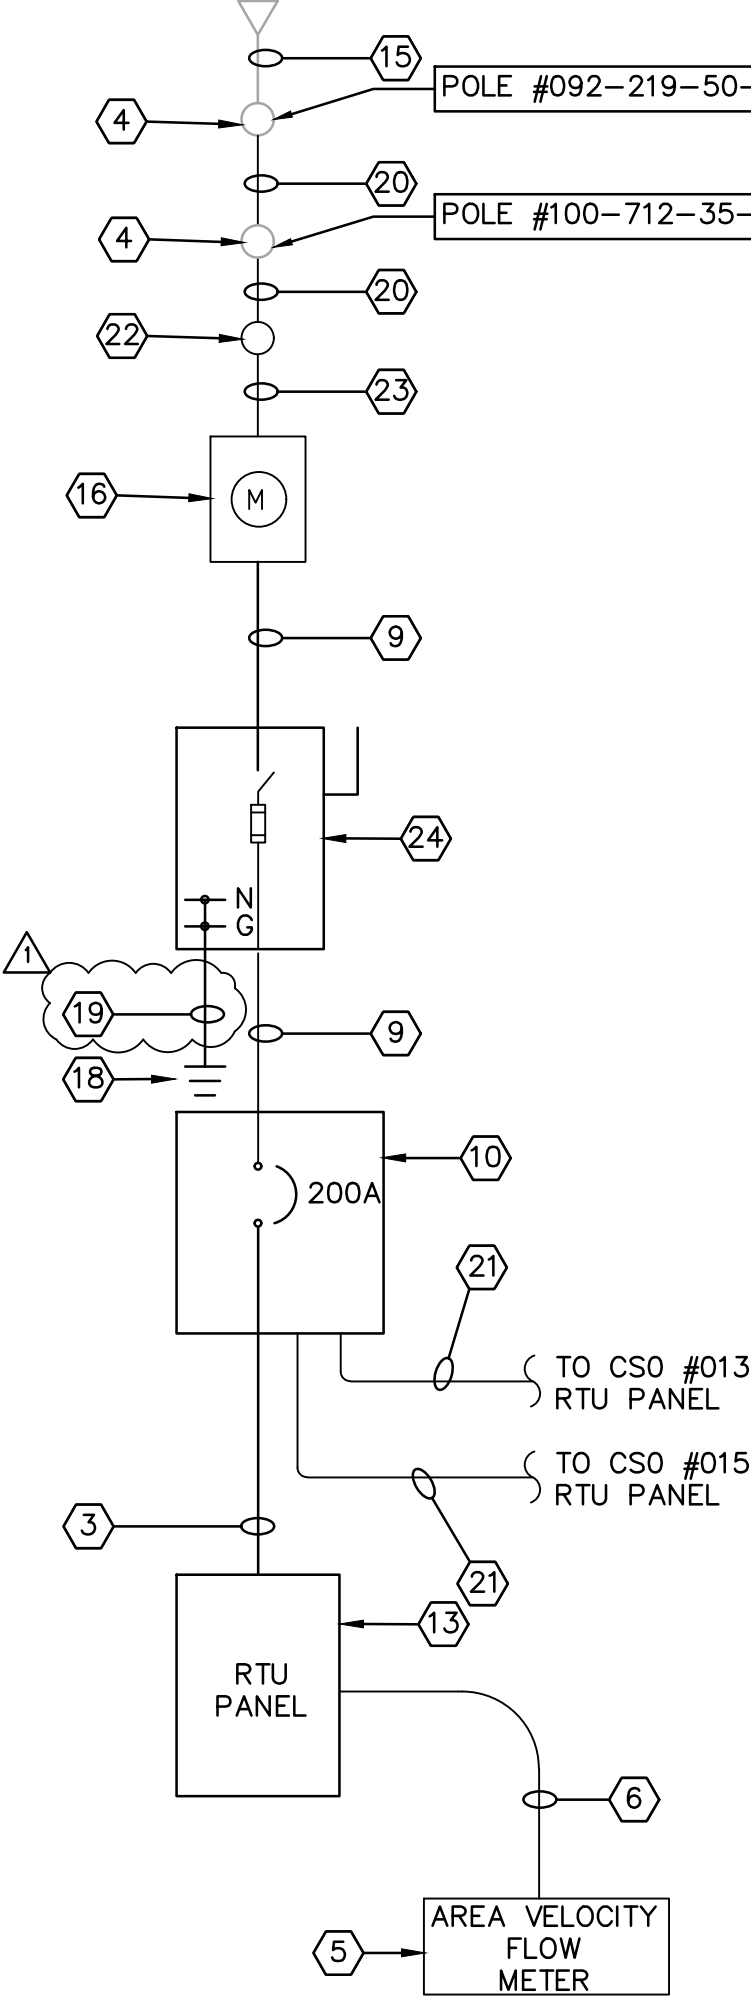 15
POLE #092-219-50-
4
20
POLE #100-712-35-
4
20
22
23
16
M
9
24
N
G
1
19
9
18
10
200A
21
TO CSO #013
RTU PANEL
TO CSO #015
RTU PANEL
3
21
13
RTU
PANEL
6
AREA VELOCITY
FLOW
METER
5